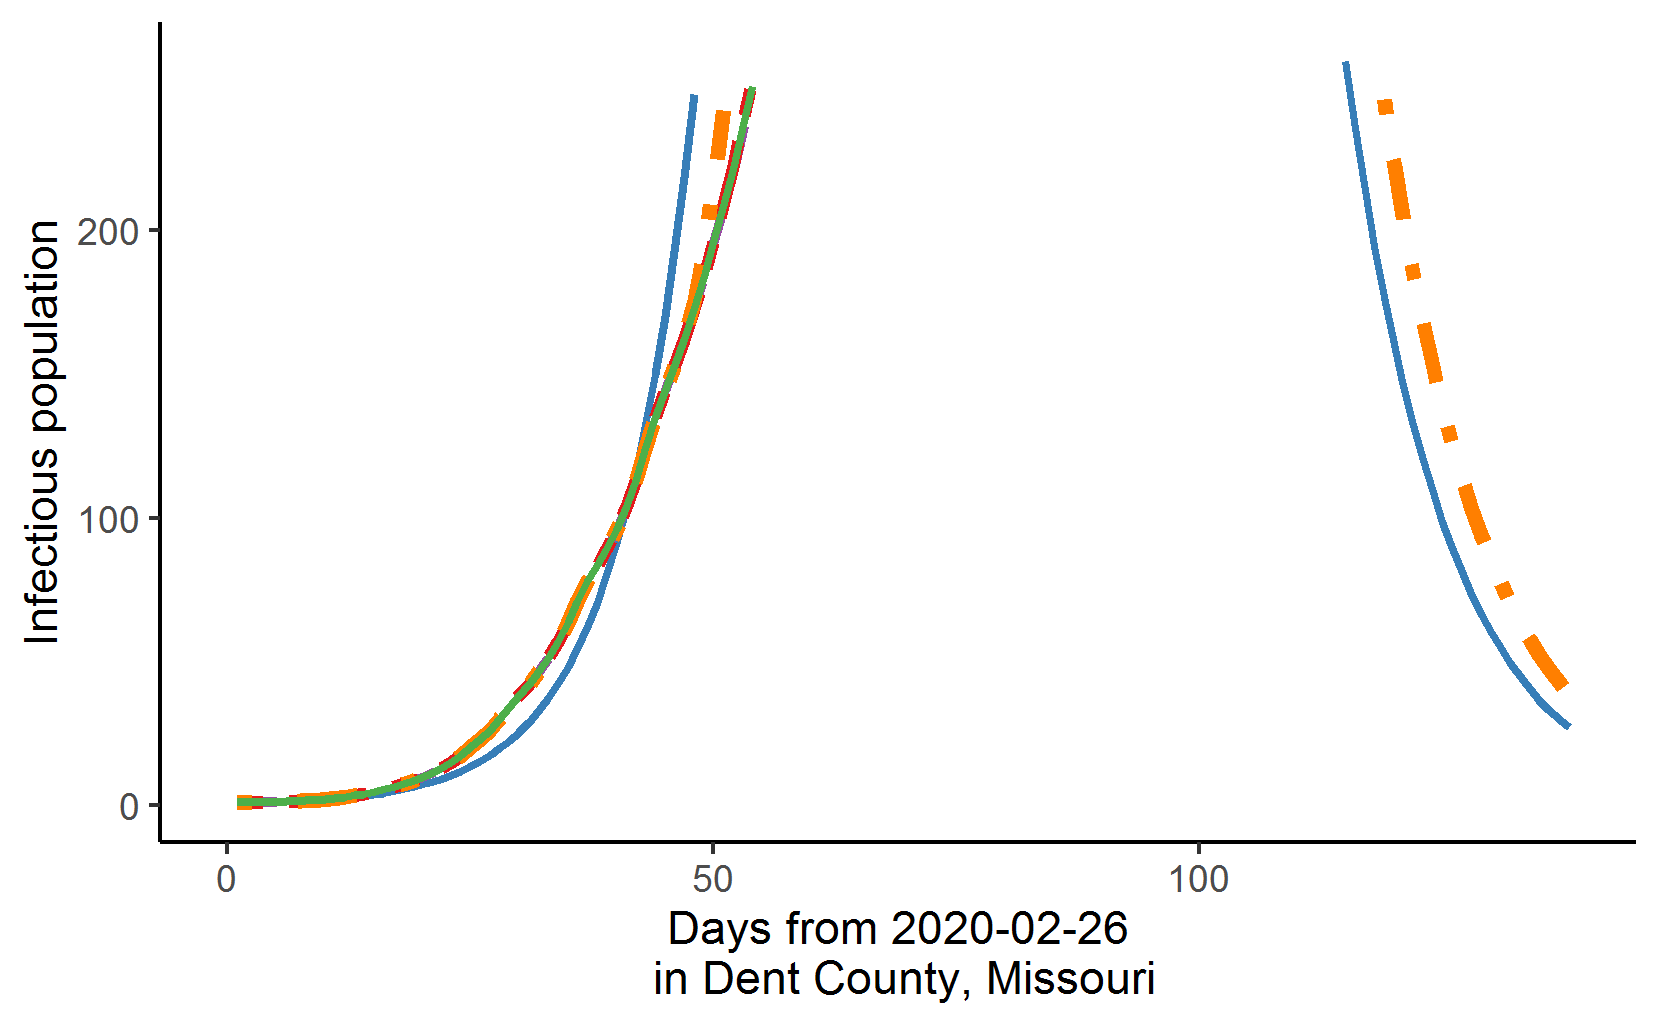 Infectious population
200
100
0
0
50
100
Days from 2020-02-26
in Dent County, Missouri